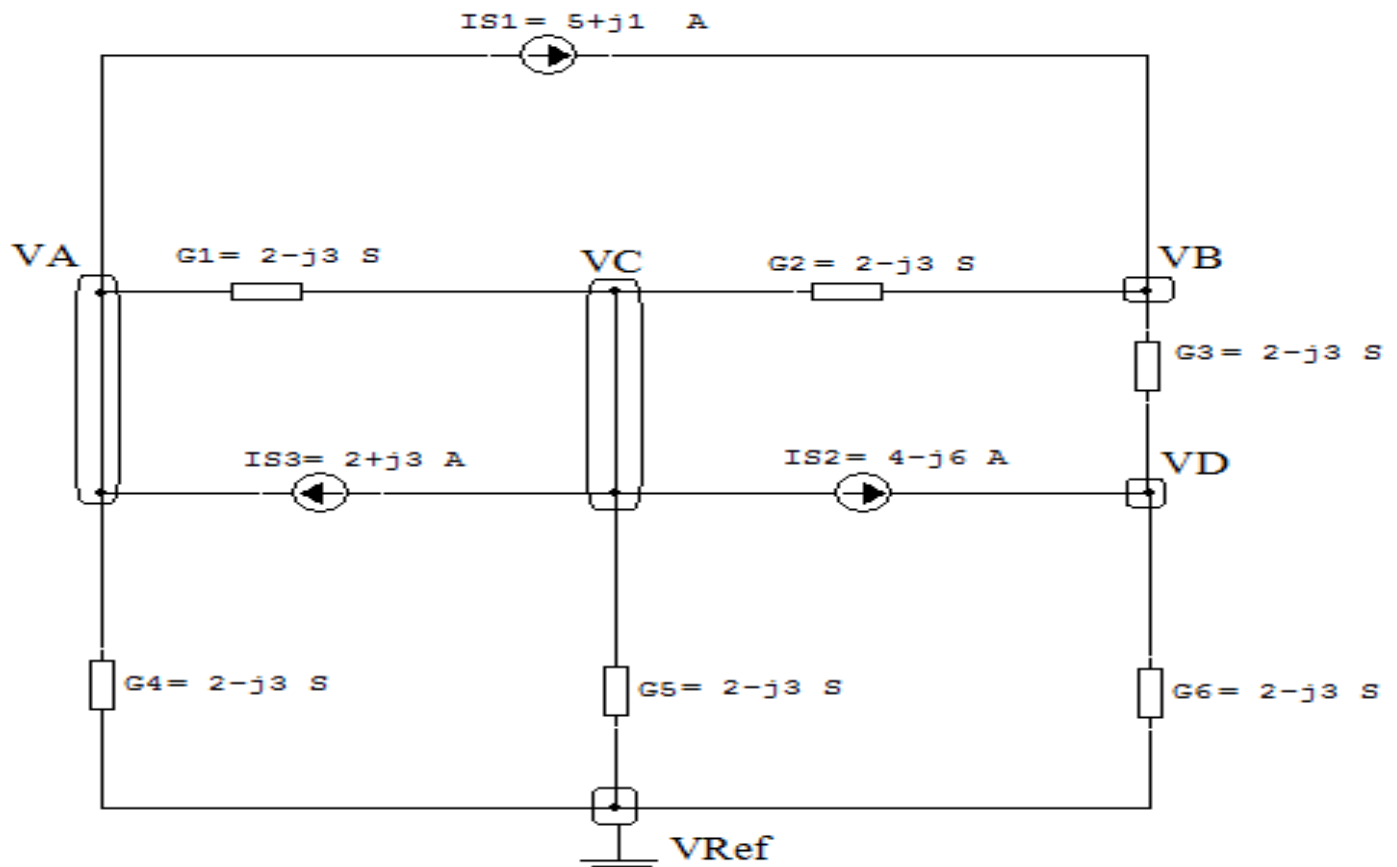 IS1= 5+j1 A
VA
G1= 2-j3 S
VC
G2= 2-j3 S
VB
G3= 2-j3 S
IS3= 2+j3 A
IS2= 4-j6 A
VD
G4= 2-j3 S
G5= 2-j3 S
G6= 2-j3 S
VRef